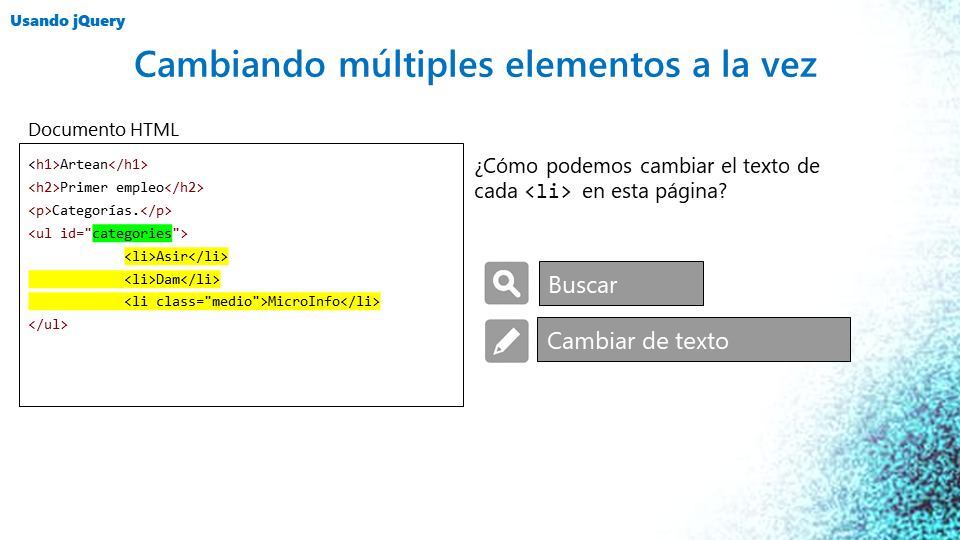 Usando jQuery
Cambiando múltiples elementos a la vez
Documento HTML
<h1>Artean</h1>
<h2>Primer empleo</h2>
<p>Categorías.</p>
<ul id="categories">
<li>Asir</li>
<li>Dam</li>
<li class="medio">MicroInfo</li>
</ul>
¿Cómo podemos cambiar el texto de
cada <li> en esta página?
Buscar
Cambiar de texto